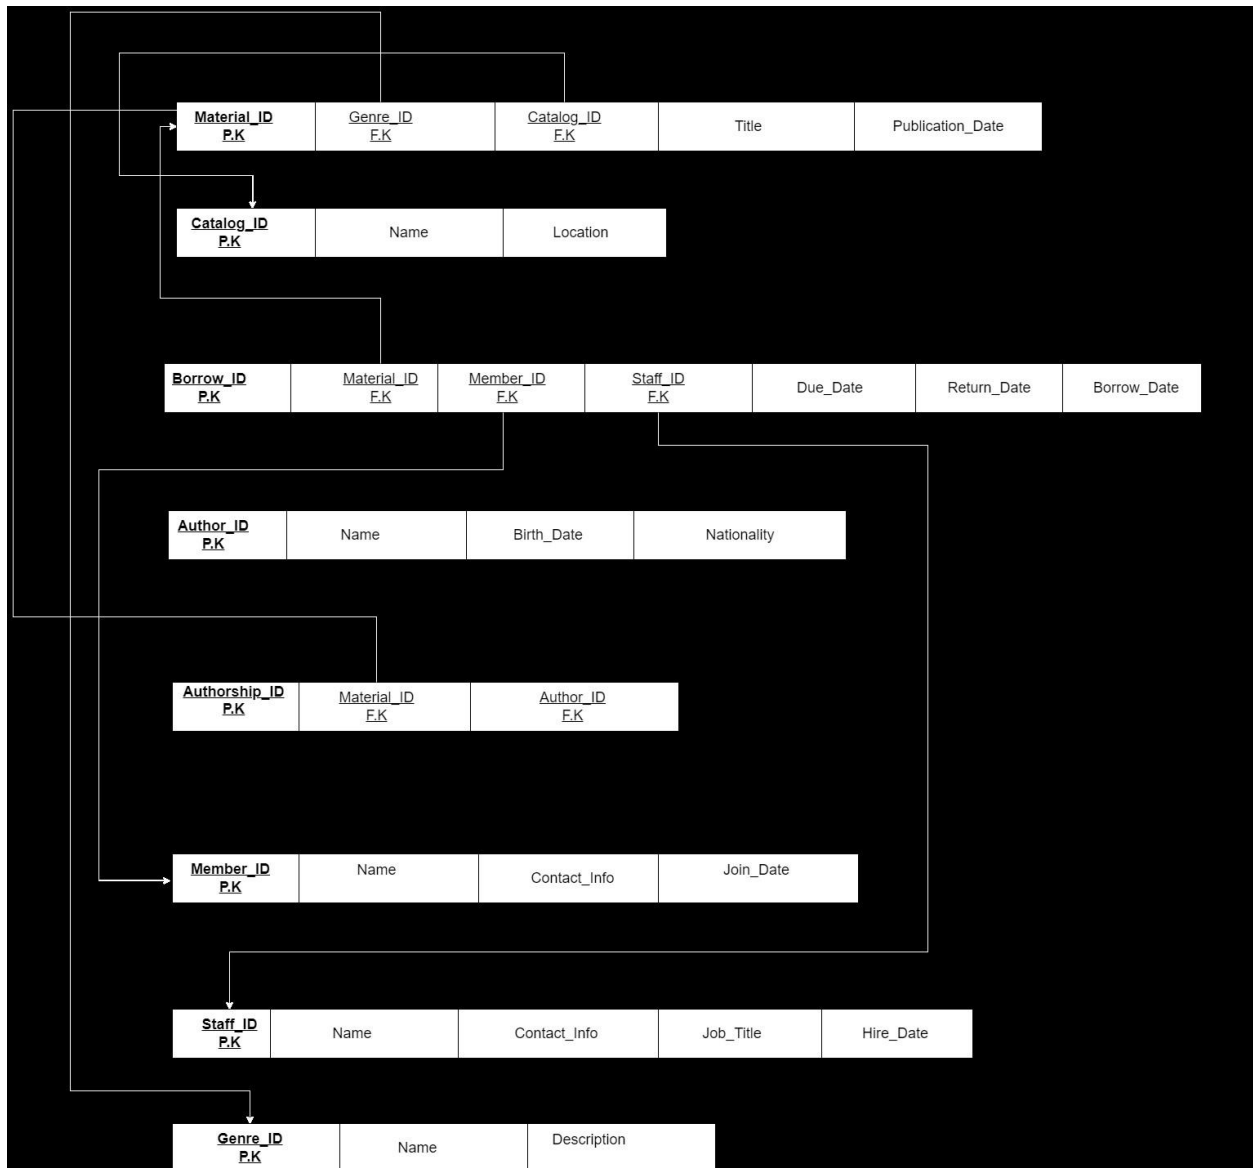 Material_ID
P.K
Genre_ID
F.K
Catalog_ID
F.K
Title
Publication_Date
Catalog_ID
P.K
Name
Location
Borrow_ID
P.K
Material_ID
F.K
Member_ID
F.K
Staff_ID
F.K
Due_Date
Return_Date
Borrow_Date
Author_ID
P.K
Name
Birth_Date
Nationality
Authorship_ID
P.K
Material_ID
F.K
Author_ID
F.K
Member_ID
P.K
Name
Contact_Info
Join_Date
Staff_ID
P.K
Name
Contact_Info
Job_Title
Hire_Date
Genre_ID
P.K
Name
Description